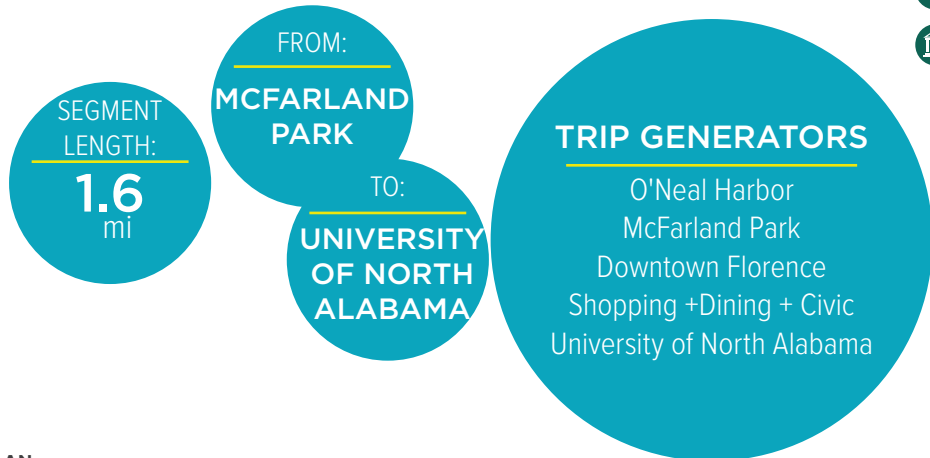 SEGMENT
LENGTH:
1.6
mi
FROM:
MCFARLAND
PARK
TO:
UNIVERSITY
OF NORTH
ALABAMA
TRIP GENERATORS
O'Neal Harbor
McFarland Park
Downtown Florence
Shopping +Dining + Civic
University of North Alabama